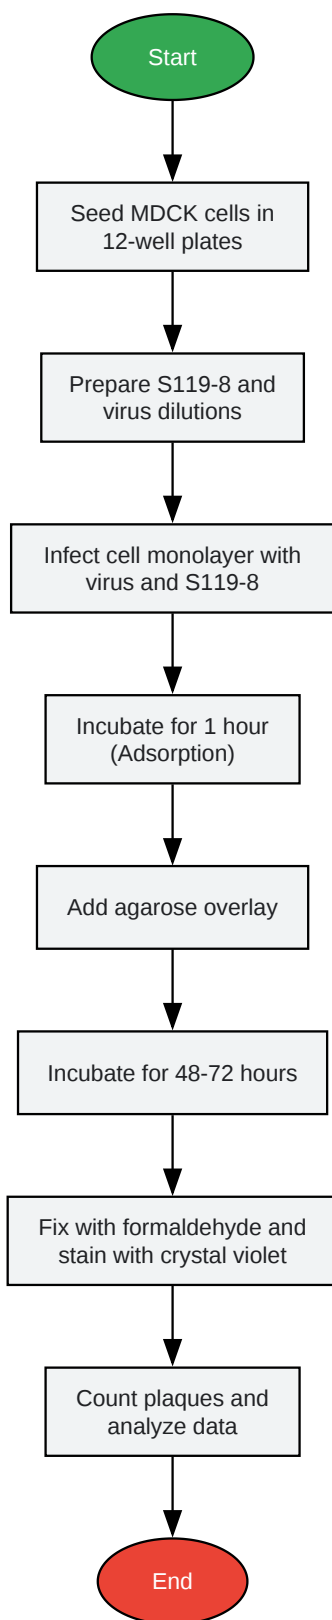 Start
Seed MDCK cells in
12-well plates
Prepare S119-8 and
virus dilutions
Infect cell monolayer with
virus and S119-8
Incubate for 1 hour
(Adsorption)
Add agarose overlay
Incubate for 48-72 hours
Fix with formaldehyde and
stain with crystal violet
Count plaques and
analyze data
End